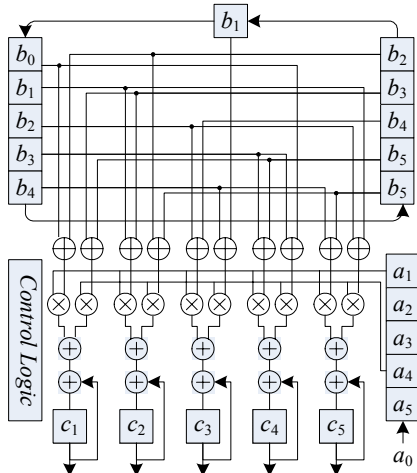 b₁
b₀
b₁
b₂
b₃
b₄
b₂
b₃
b₄
b₅
b₅
Control Logic
a₁
a₂
a₃
a₄
a₅
a₀
c₁
c₂
c₃
c₄
c₅